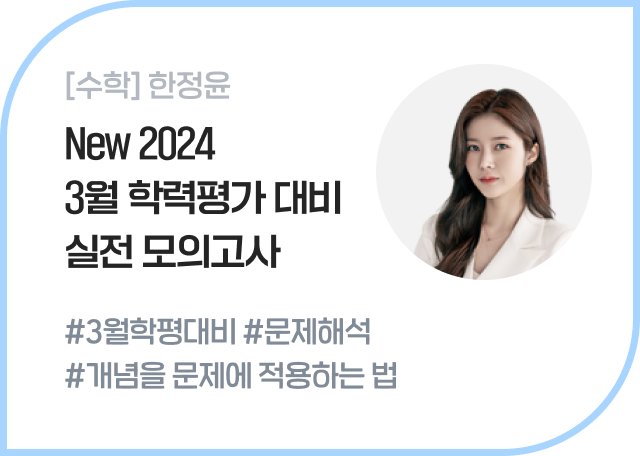 [수학] 한정윤
New 2024
3월 학력평가 대비
실전 모의고사
#3월학평대비 #문제해석
#개념을 문제에 적용하는 법